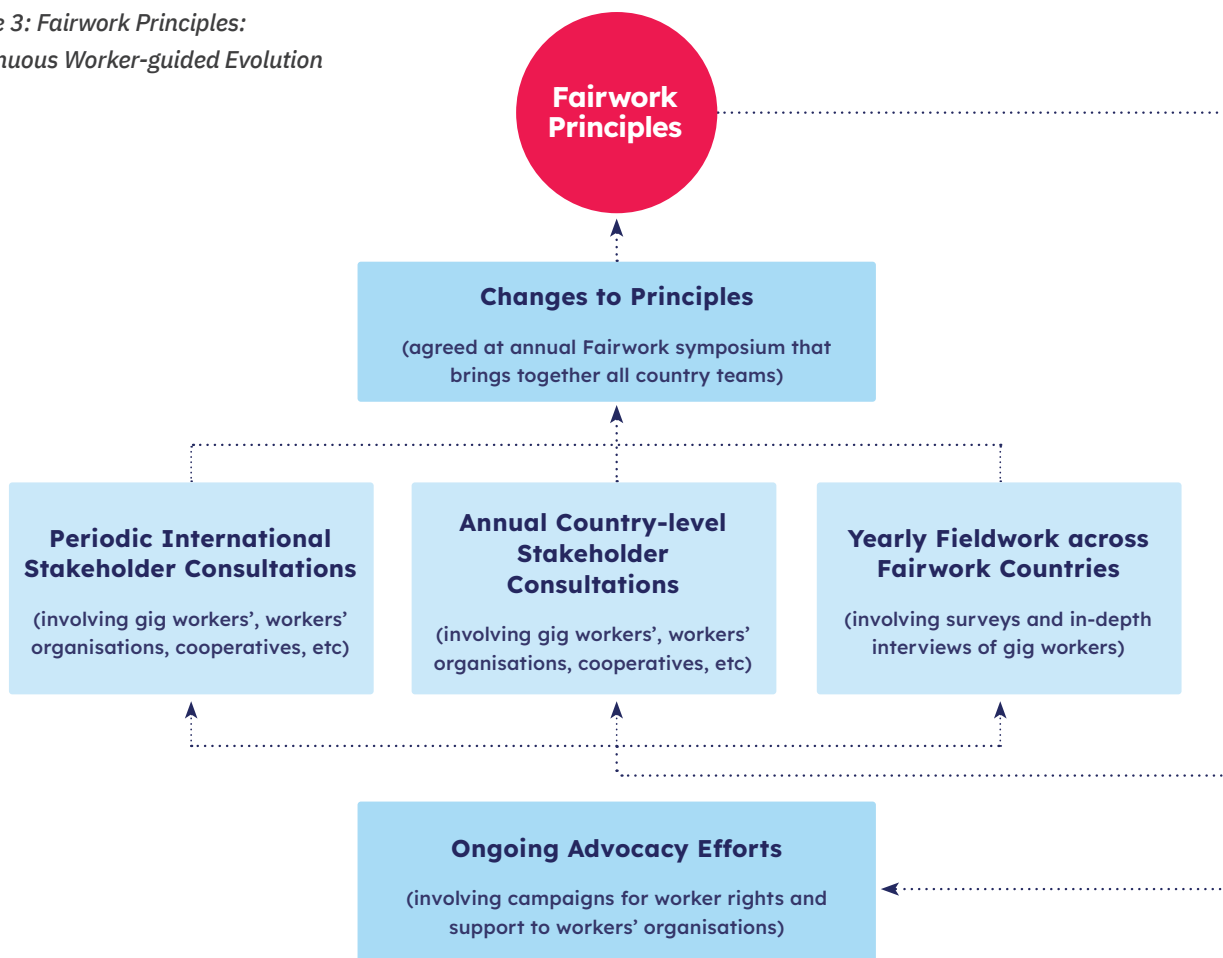 3: Fairwork Principles:
Worker-guided Evolution
Fairwork
Principles
Changes to Principles
(agreed at annual Fairwork symposium that
brings together all country teams)
Periodic International
Stakeholder Consultations
(involving gig workers’, workers’
organisations, cooperatives, etc)
Annual Country-level
Stakeholder
Consultations
(involving gig workers’, workers’
organisations, cooperatives, etc)
Yearly Fieldwork across
Fairwork Countries
(involving surveys and in-depth
interviews of gig workers)
Ongoing Advocacy Efforts
(involving campaigns for worker rights and
support to workers’ organisations)